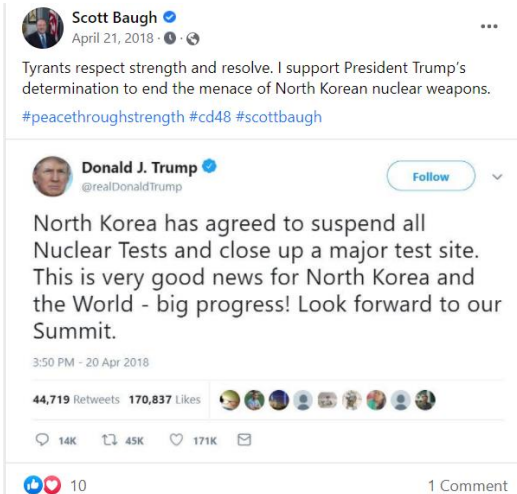 Scott Baugh
April 21, 2018 ·
Tyrants respect strength and resolve. I support President Trump's
determination to end the menace of North Korean nuclear weapons.
#peacethroughstrength #cd48 #scottbaugh
Donald J. Trump
@realDonaldTrump
Follow
North Korea has agreed to suspend all
Nuclear Tests and close up a major test site.
This is very good news for North Korea and
the World - big progress! Look forward to our
Summit.
3:50 PM - 20 Apr 2018
44,719 Retweets 170,837 Likes
14K 45K 171K
10 1 Comment